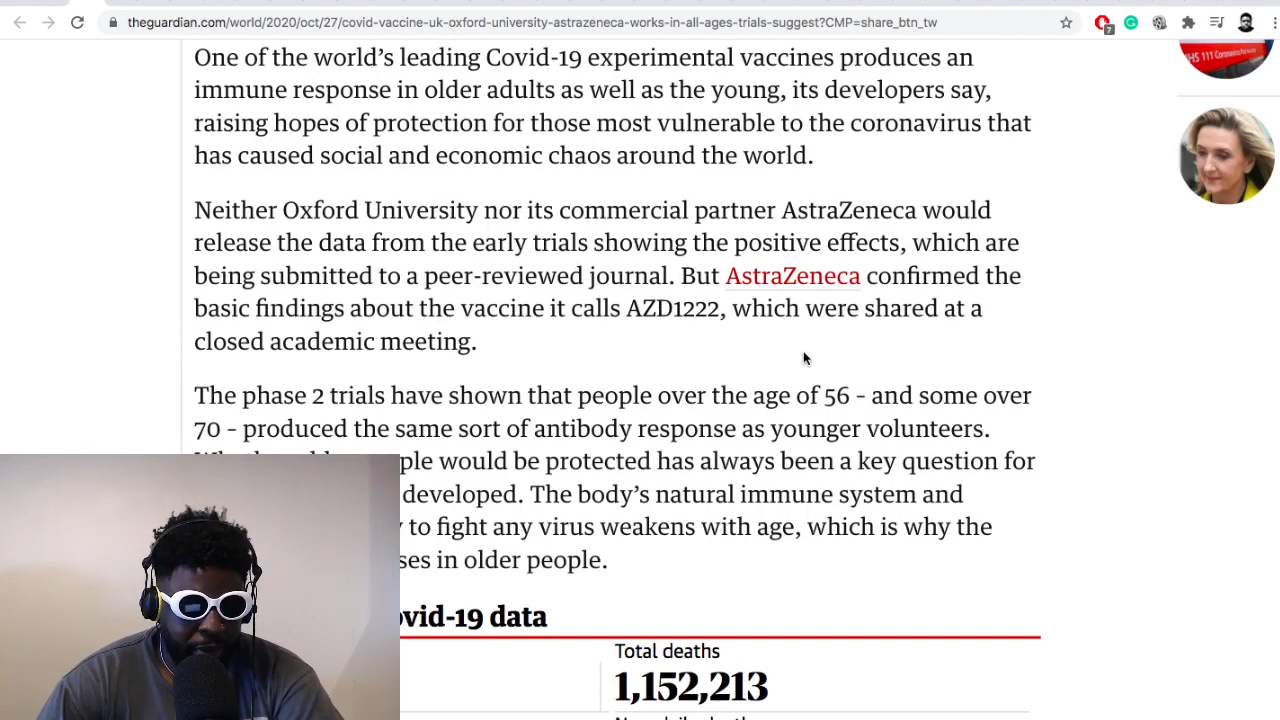 theguardian.com/world/2020/oct/27/covid-vaccine-uk-oxford-university-astrazeneca-works-in-all-ages-trials-suggest?CMP=share_btn_tw
7
One of the world's leading Covid-19 experimental vaccines produces an
immune response in older adults as well as the young, its developers say,
raising hopes of protection for those most vulnerable to the coronavirus that
has caused social and economic chaos around the world.
HS 111 Coronavirus
Neither Oxford University nor its commercial partner AstraZeneca would
release the data from the early trials showing the positive effects, which are
being submitted to a peer-reviewed journal. But AstraZeneca confirmed the
basic findings about the vaccine it calls AZD1222, which were shared at a
closed academic meeting.
The phase 2 trials have shown that people over the age of 56 – and some over
70 – produced the same sort of antibody response as younger volunteers.
ple would be protected has always been a key question for
developed. The body's natural immune system and
to fight any virus weakens with age, which is why the
ses in older people.
ovid-19 data
Total deaths
1,152,213